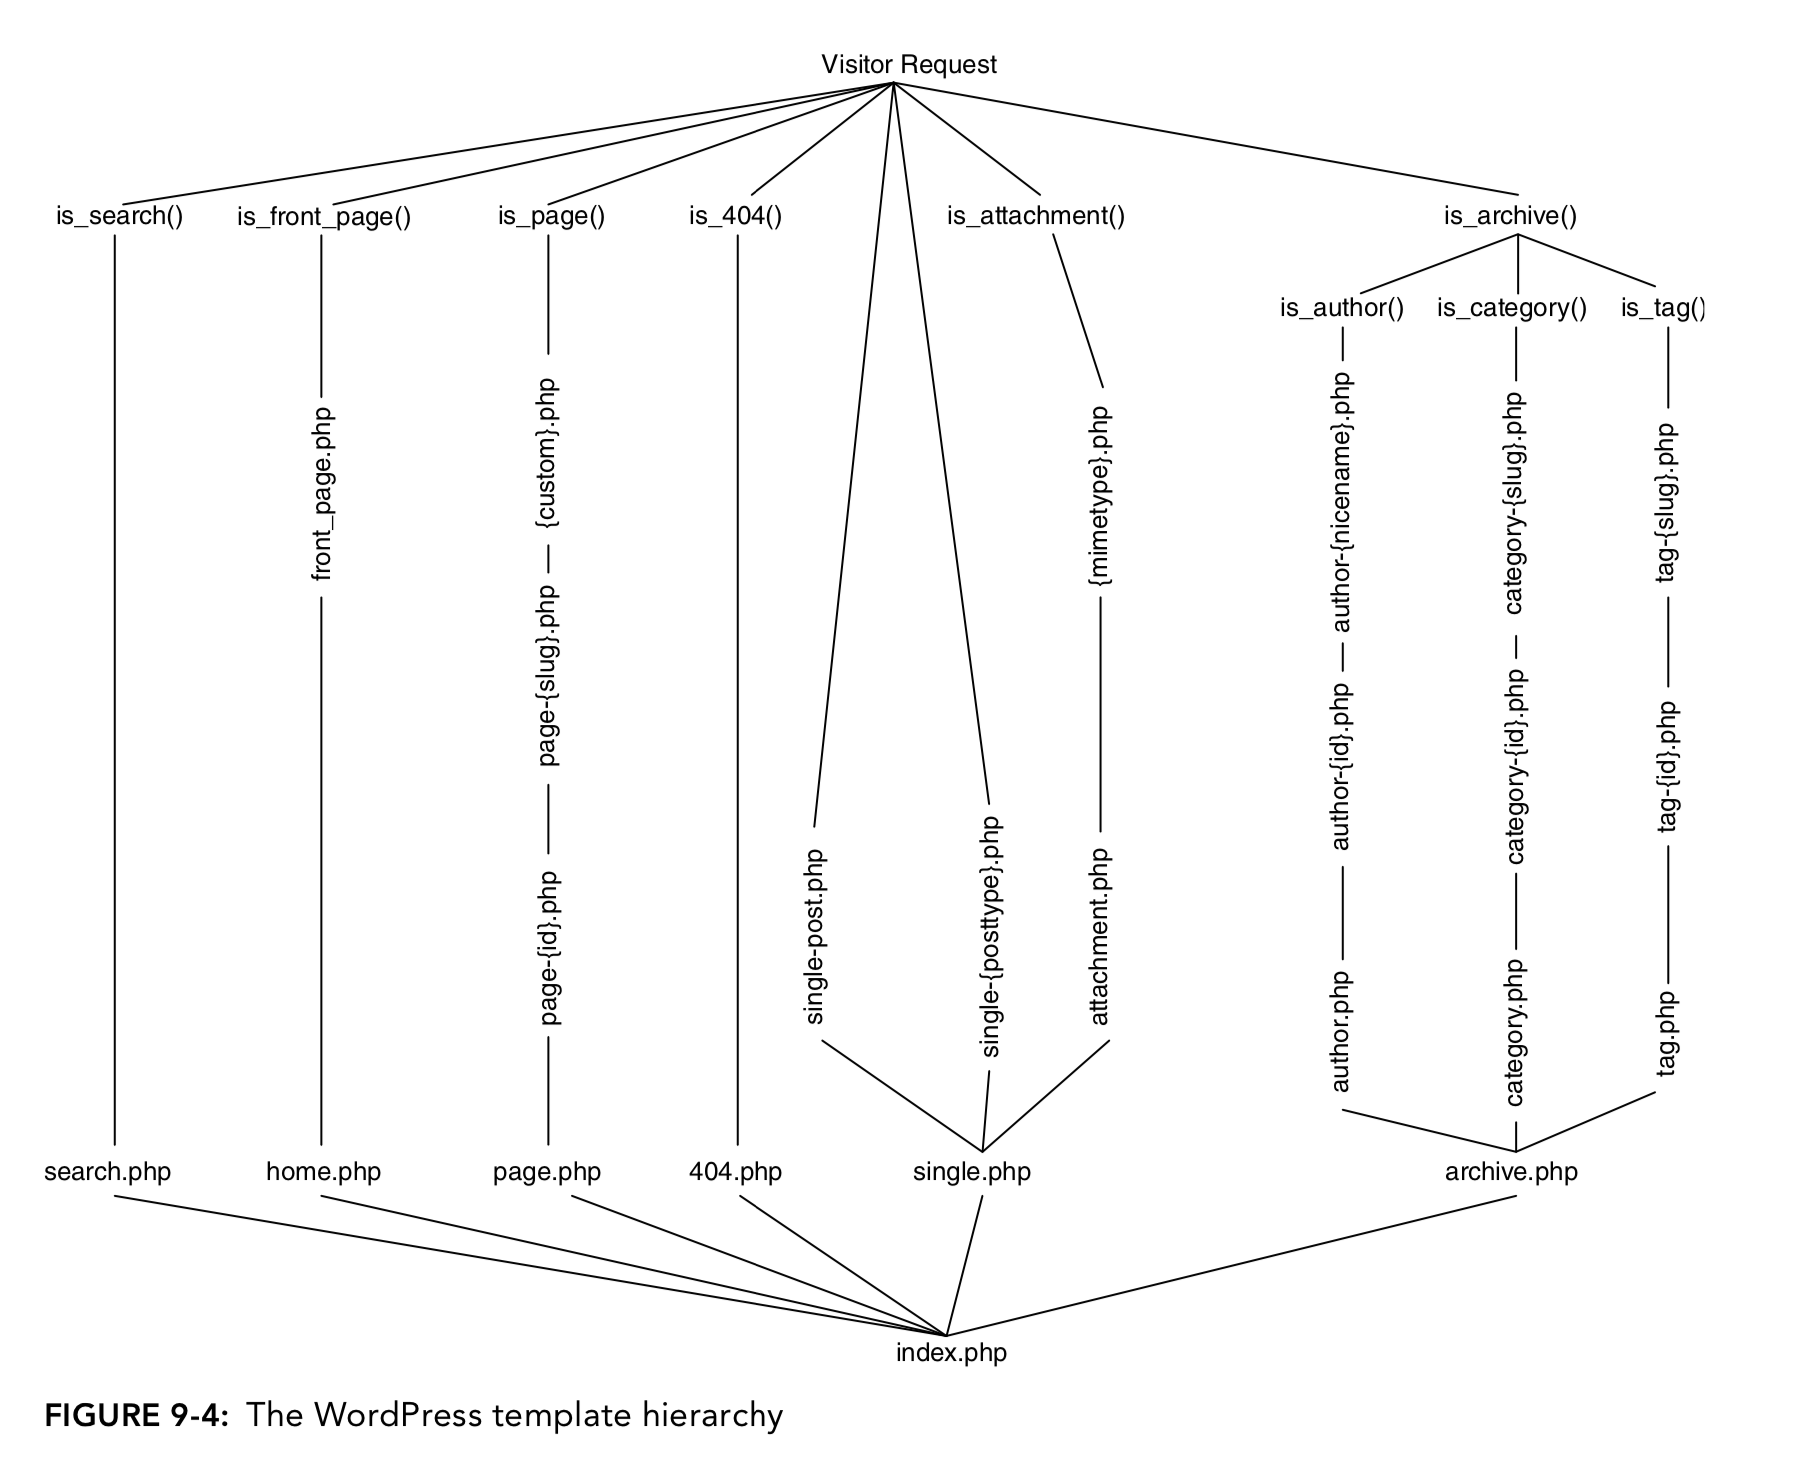 Visitor Request
is_search()
is_front_page()
is_page()
is_404()
is_attachment()
is_archive()
is_author()
is_category()
is_tag()
front_page.php
{custom}.php
page-{slug}.php
page-{id}.php
single-post.php
single-{posttype}.php
{mimetype}.php
attachment.php
author-{nicename}.php
author-{id}.php
author.php
category-{slug}.php
category-{id}.php
category.php
tag-{slug}.php
tag-{id}.php
tag.php
search.php
home.php
page.php
404.php
single.php
archive.php
index.php
FIGURE 9-4: The WordPress template hierarchy